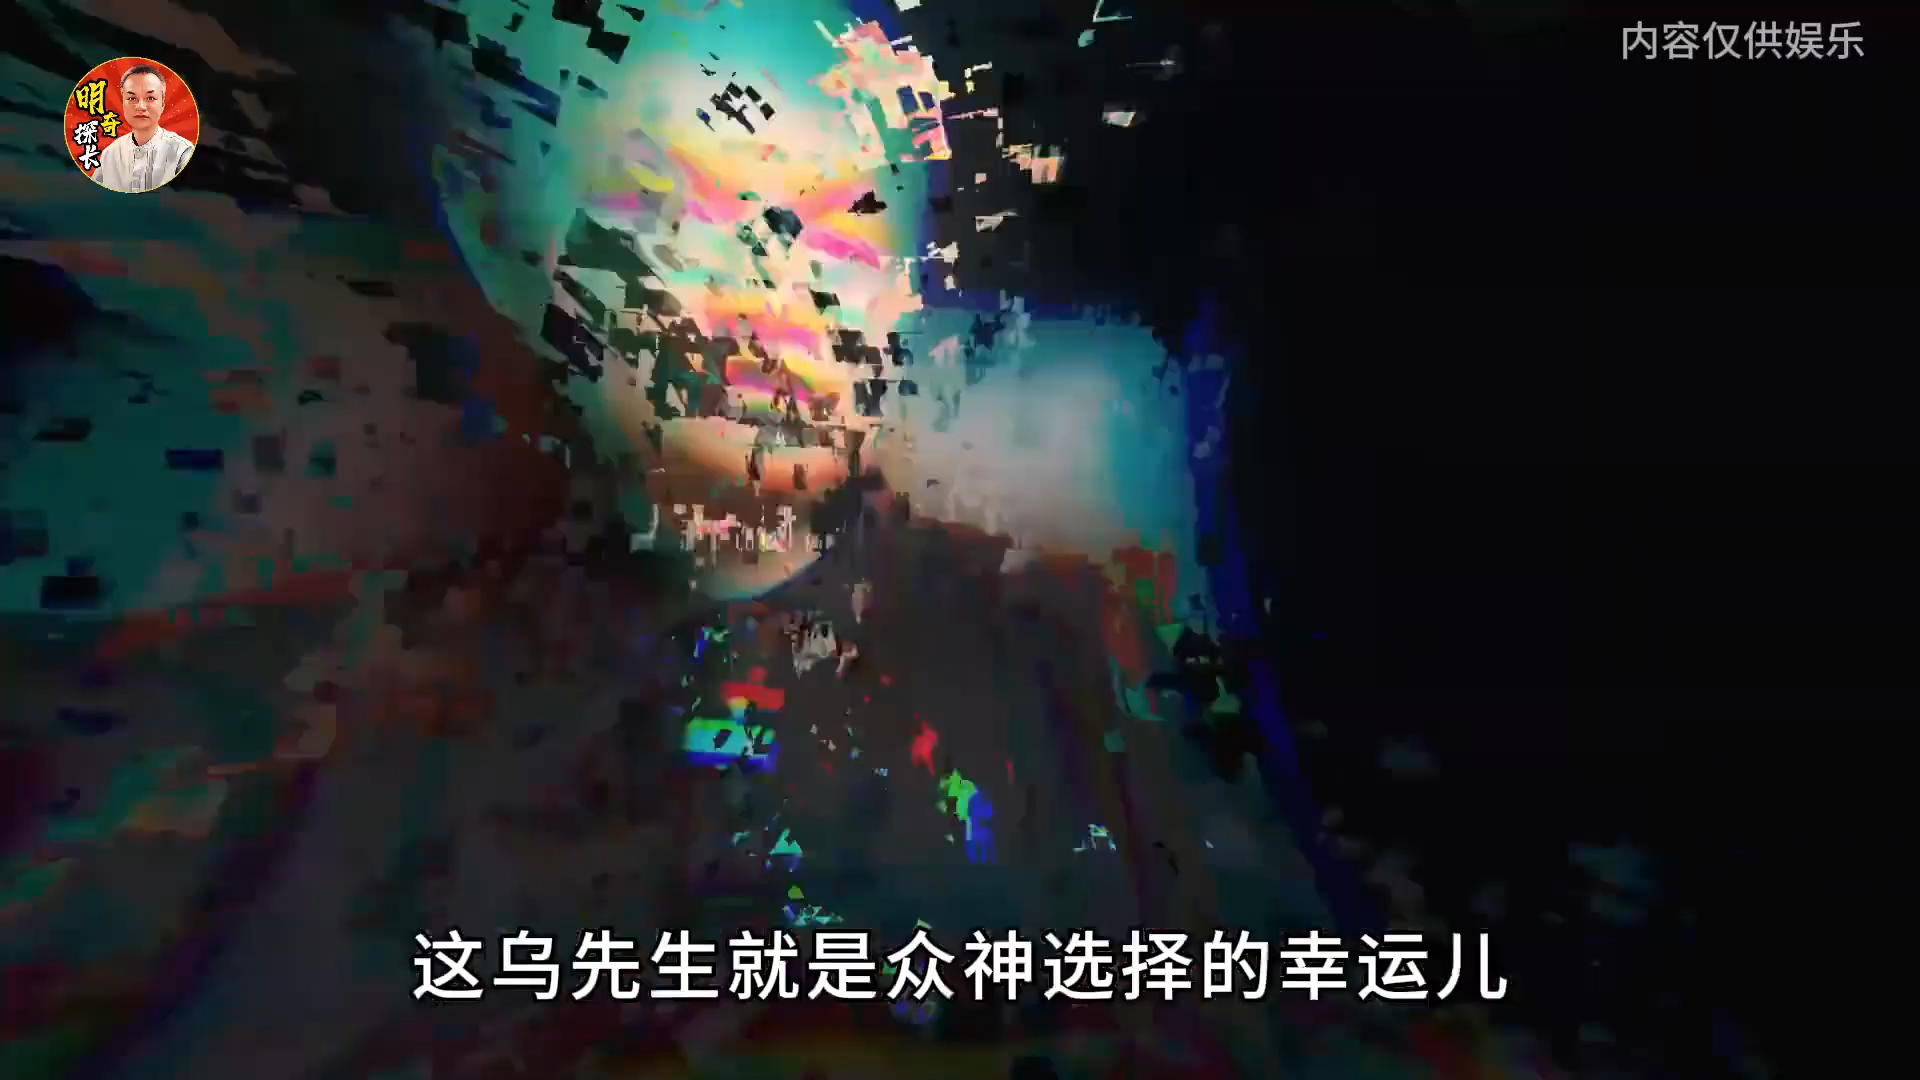 内容仅供娱乐
明奇
探长
这乌先生就是众神选择的幸运儿